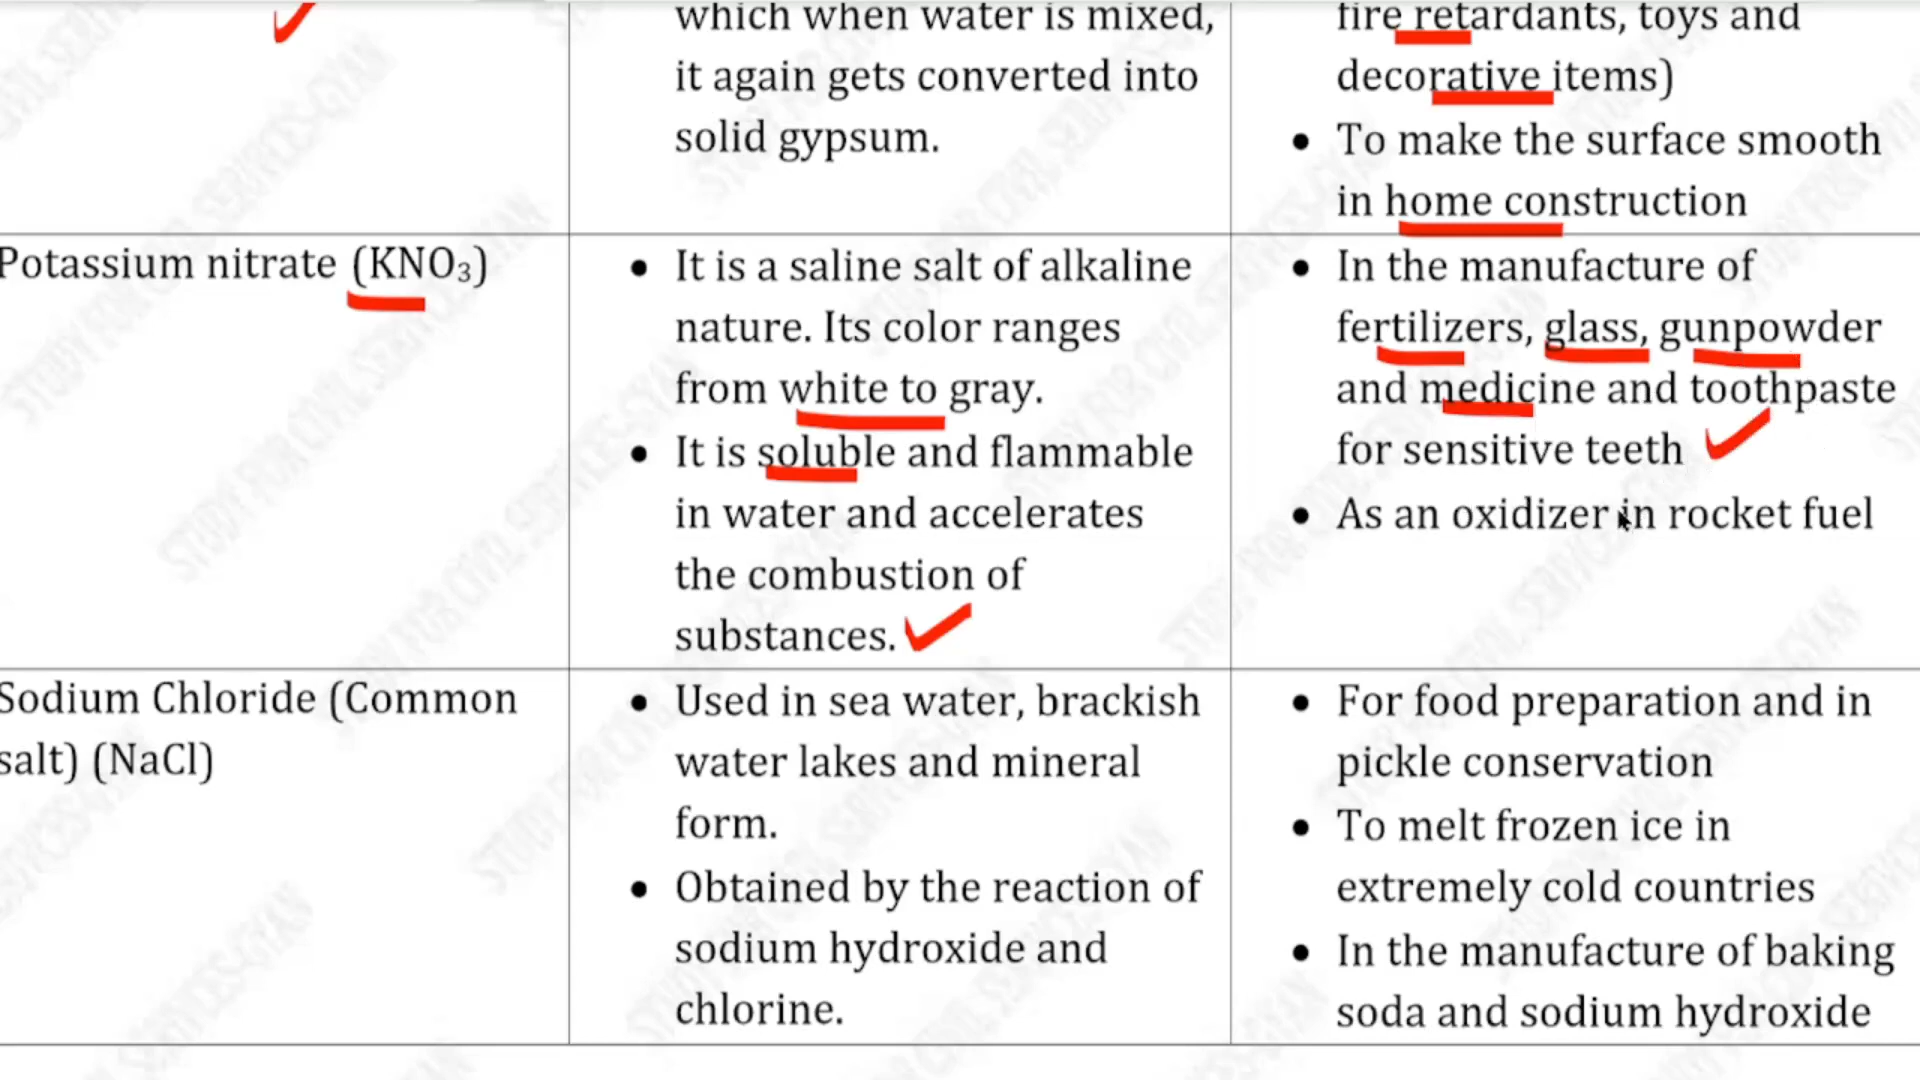 which when water is mixed,
it again gets converted into
solid gypsum.
fire retardants, toys and
decorative items)
• To make the surface smooth
in home construction
Potassium nitrate (KNO₃)
• It is a saline salt of alkaline
nature. Its color ranges
from white to gray.
• It is soluble and flammable
in water and accelerates
the combustion of
substances.
• In the manufacture of
fertilizers, glass, gunpowder
and medicine and toothpaste
for sensitive teeth
• As an oxidizer in rocket fuel
Sodium Chloride (Common
salt) (NaCl)
• Used in sea water, brackish
water lakes and mineral
form.
• Obtained by the reaction of
sodium hydroxide and
chlorine.
• For food preparation and in
pickle conservation
• To melt frozen ice in
extremely cold countries
• In the manufacture of baking
soda and sodium hydroxide
STUDY FOR CIVIL SERVICES-GYAN